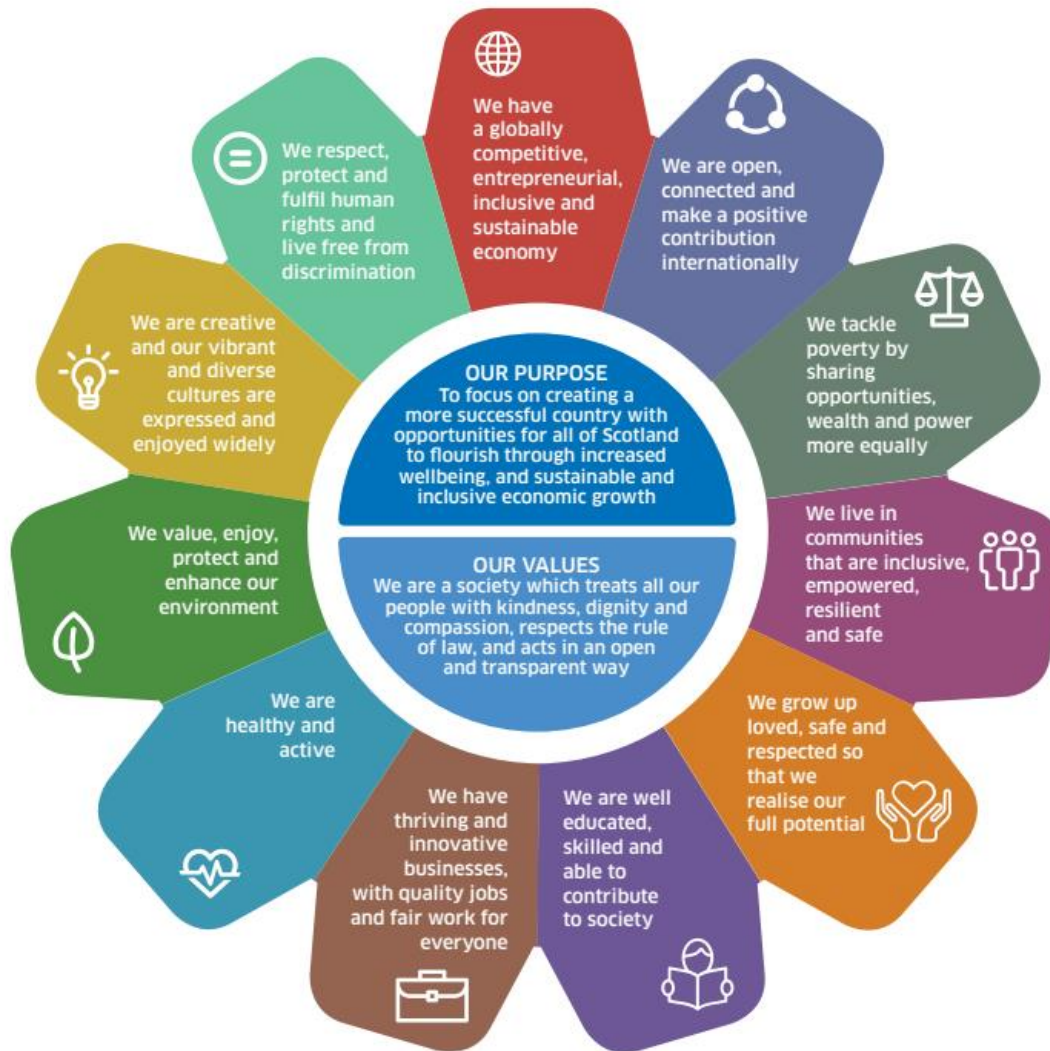 We have
a globally
competitive,
entrepreneurial,
inclusive and
sustainable
economy
We are open,
connected and
make a positive
contribution
internationally
We tackle
poverty by
sharing
opportunities,
wealth and power
more equally
We live in
communities
that are inclusive,
empowered,
resilient
and safe
We grow up
loved, safe and
respected so
that we
realise our
full potential
We are well
educated,
skilled and
able to
contribute
to society
We have
thriving and
innovative
businesses,
with quality jobs
and fair work for
everyone
We are
healthy and
active
We value, enjoy,
protect and
enhance our
environment
We are creative
and our vibrant
and diverse
cultures are
expressed and
enjoyed widely
We respect,
protect and
fulfil human
rights and
live free from
discrimination
OUR PURPOSE
To focus on creating a
more successful country with
opportunities for all of Scotland
to flourish through increased
wellbeing, and sustainable and
inclusive economic growth
OUR VALUES
We are a society which treats all our
people with kindness, dignity and
compassion, respects the rule
of law, and acts in an open
and transparent way